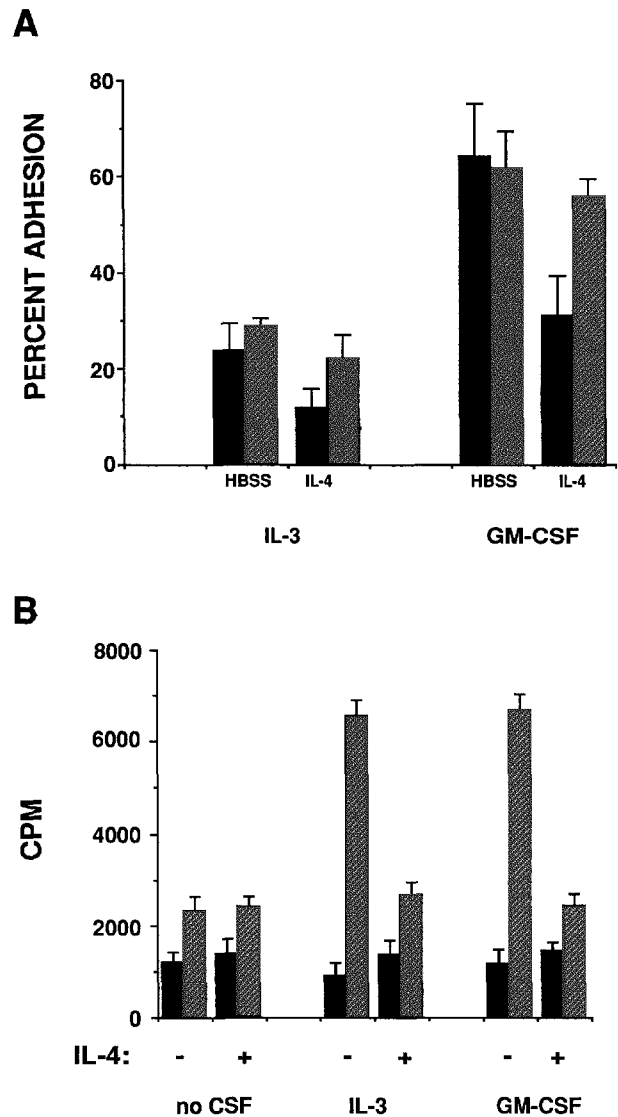 A
PERCENT ADHESION
80
60
40
20
0
HBSS IL-4 HBSS IL-4
IL-3 GM-CSF
B
CPM
8000
6000
4000
2000
0
IL-4: - + - + - +
no CSF IL-3 GM-CSF